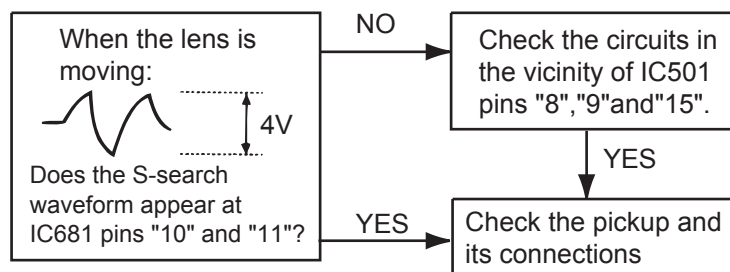 When the lens is
moving:
4V
Does the S-search
waveform appear at
IC681 pins "10" and "11"?
NO
Check the circuits in
the vicinity of IC501
pins "8","9"and"15".
YES
YES
Check the pickup and
its connections